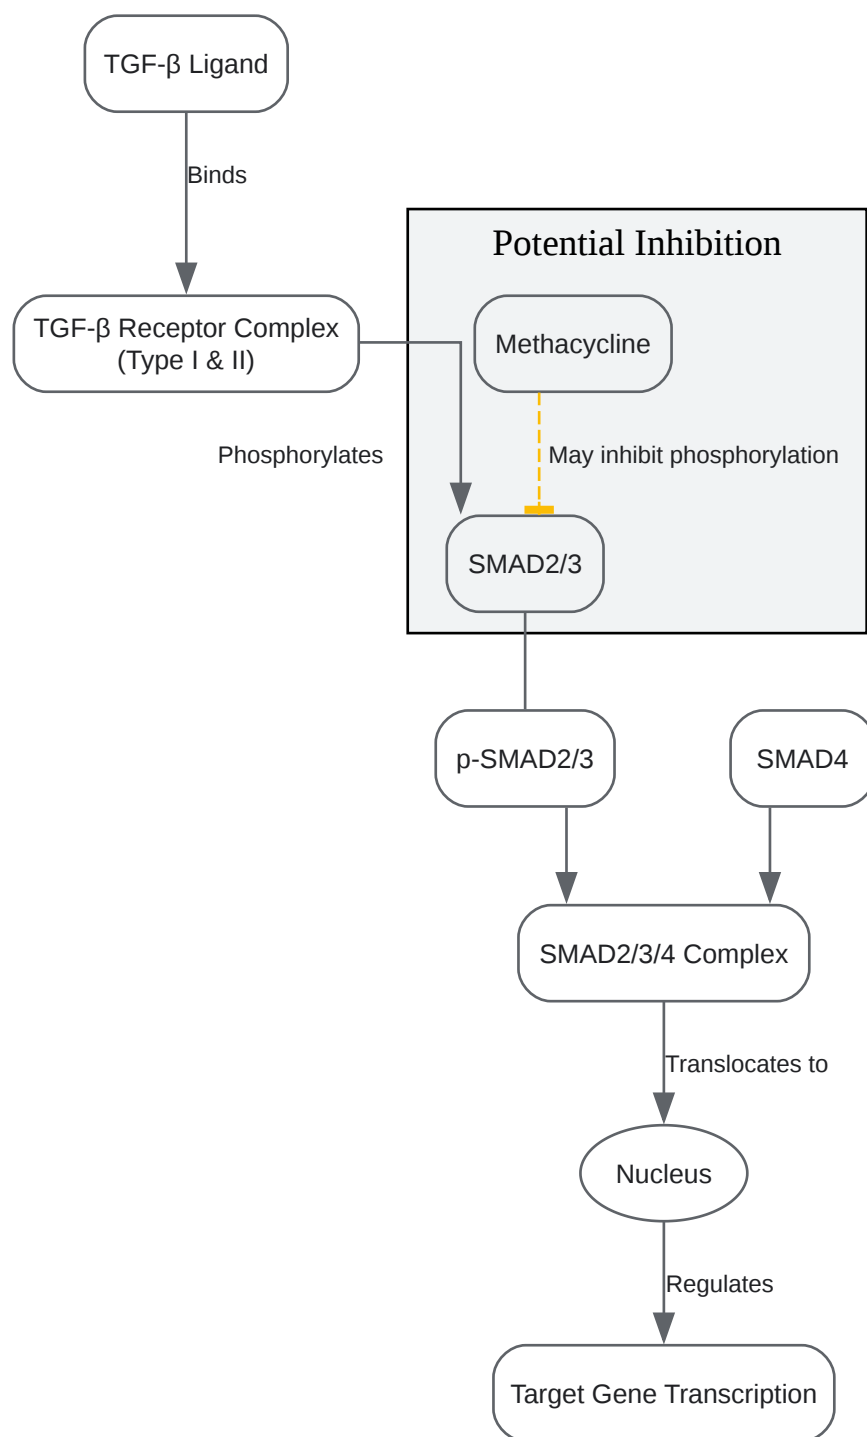 TGF-β Ligand
Binds
Potential Inhibition
TGF-β Receptor Complex
(Type I & II)
Methacycline
Phosphorylates
May inhibit phosphorylation
SMAD2/3
p-SMAD2/3
SMAD4
SMAD2/3/4 Complex
Translocates to
Nucleus
Regulates
Target Gene Transcription